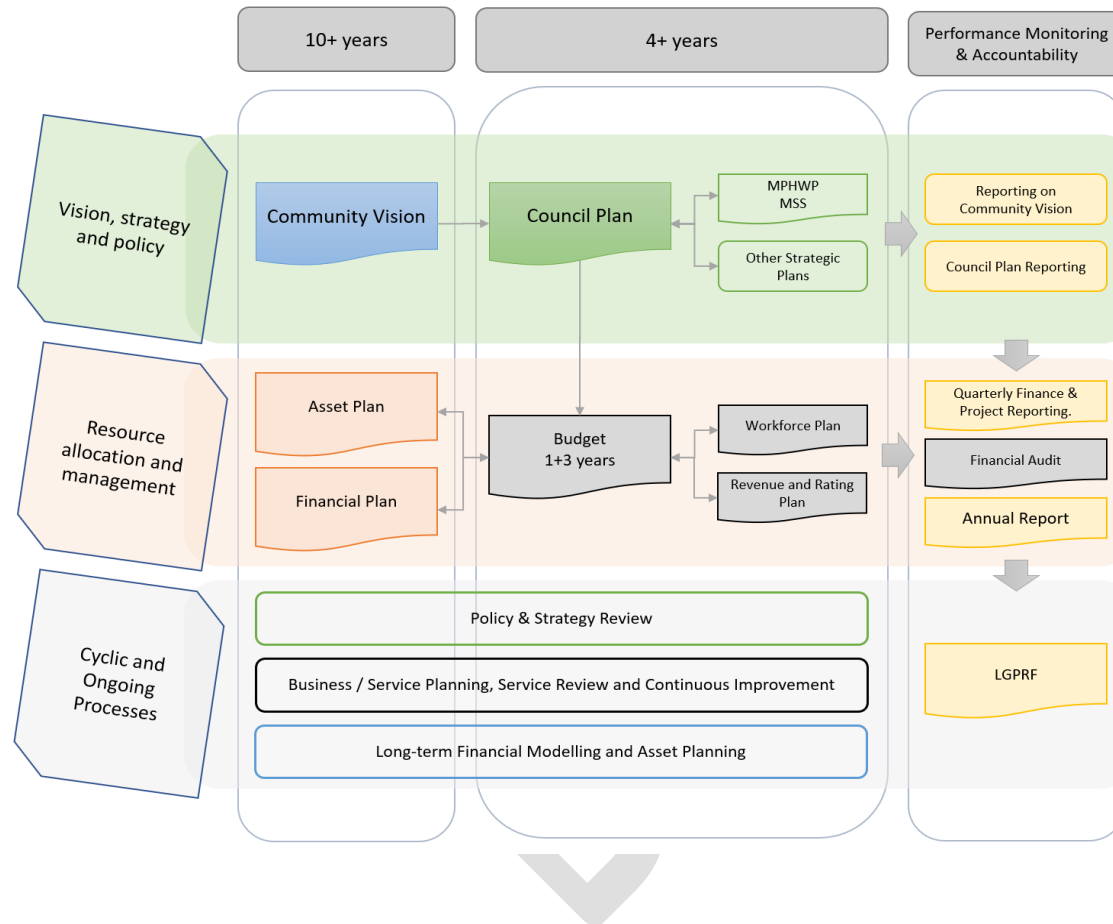 10+ years
4+ years
Performance Monitoring
& Accountability
Vision, strategy
and policy
Community Vision
Council Plan
MPHWP
MSS
Other Strategic
Plans
Reporting on
Community Vision
Council Plan Reporting
Resource
allocation and
management
Asset Plan
Financial Plan
Budget
1+3 years
Workforce Plan
Revenue and Rating
Plan
Quarterly Finance &
Project Reporting.
Financial Audit
Annual Report
Cyclic and
Ongoing
Processes
Policy & Strategy Review
Business / Service Planning, Service Review and Continuous Improvement
Long-term Financial Modelling and Asset Planning
LGPRF